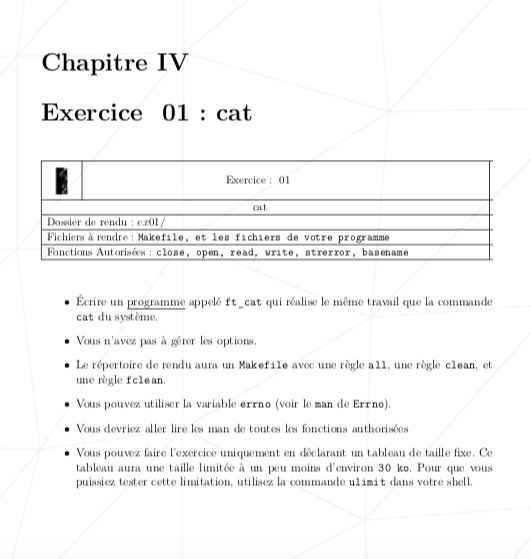 Chapitre IV
Exercice 01 : cat
Exercice : 01
cat
Dossier de rendu : ex01/
Fichiers à rendre : Makefile, et les fichiers de votre programme
Fonctions Autorisées : close, open, read, write, strerror, basename
• Écrire un programme appelé ft_cat qui réalise le même travail que la commande
cat du système.
• Vous n'avez pas à gérer les options.
• Le répertoire de rendu aura un Makefile avec une règle all, une règle clean, et
une règle fclean.
• Vous pouvez utiliser la variable errno (voir le man de Errno).
• Vous devriez aller lire les man de toutes les fonctions authorisées
• Vous pouvez faire l'exercice uniquement en déclarant un tableau de taille fixe. Ce
tableau aura une taille limitée à un peu moins d'environ 30 ko. Pour que vous
puissiez tester cette limitation, utilisez la commande ulimit dans votre shell.